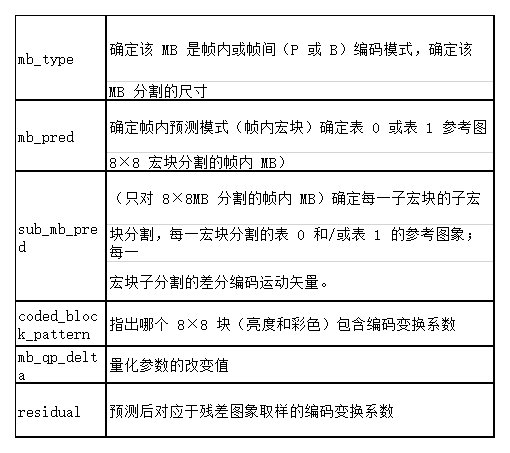 mb_type
确定该 MB 是帧内或帧间（P 或 B）编码模式，确定该
MB 分割的尺寸
mb_pred
确定帧内预测模式（帧内宏块）确定表 0 或表 1 参考图
8×8 宏块分割的帧内 MB）
sub_mb_pre
d
（只对 8×8MB 分割的帧内 MB）确定每一子宏块的子宏
块分割，每一宏块分割的表 0 和/或表 1 的参考图象；
每一
宏块子分割的差分编码运动矢量。
coded_bloc
k_pattern
指出哪个 8×8 块（亮度和彩色）包含编码变换系数
mb_qp_delt
a
量化参数的改变值
residual
预测后对应于残差图象取样的编码变换系数